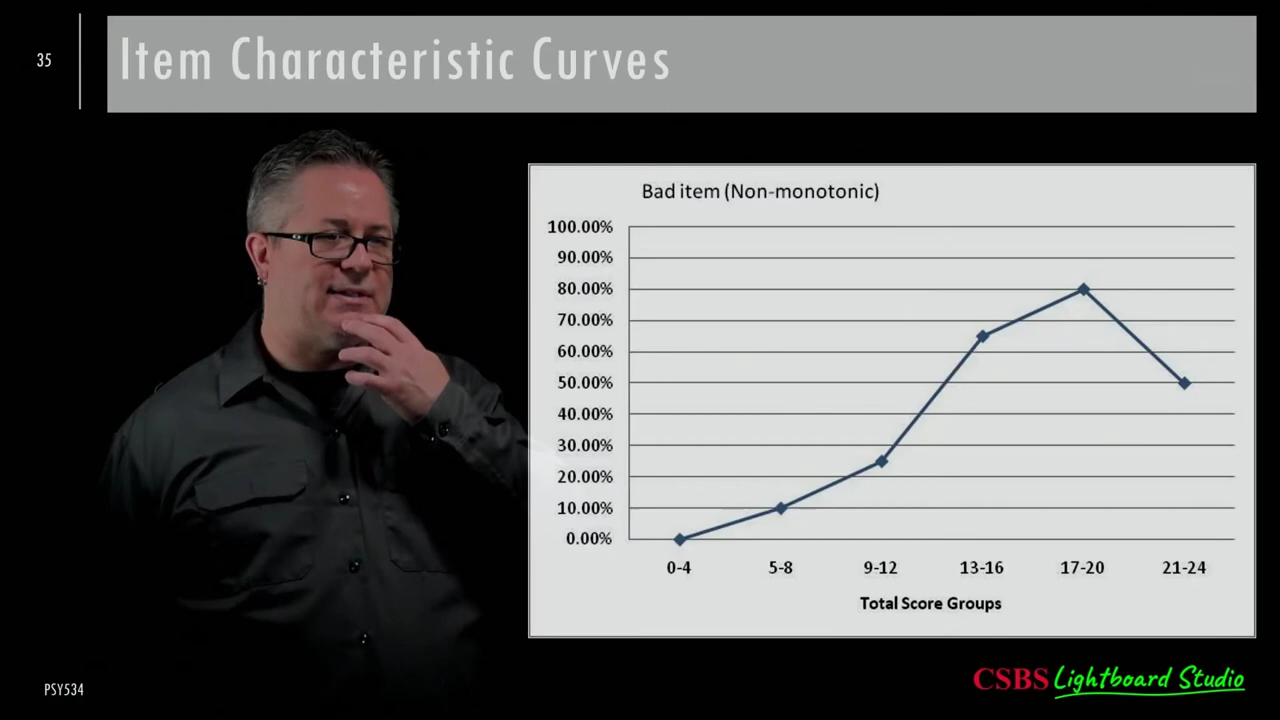 35
Item Characteristic Curves
Bad item (Non-monotonic)
100.00%
90.00%
80.00%
70.00%
60.00%
50.00%
40.00%
30.00%
20.00%
10.00%
0.00%
0-4 5-8 9-12 13-16 17-20 21-24
Total Score Groups
PSY534
CSBS Lightboard Studio